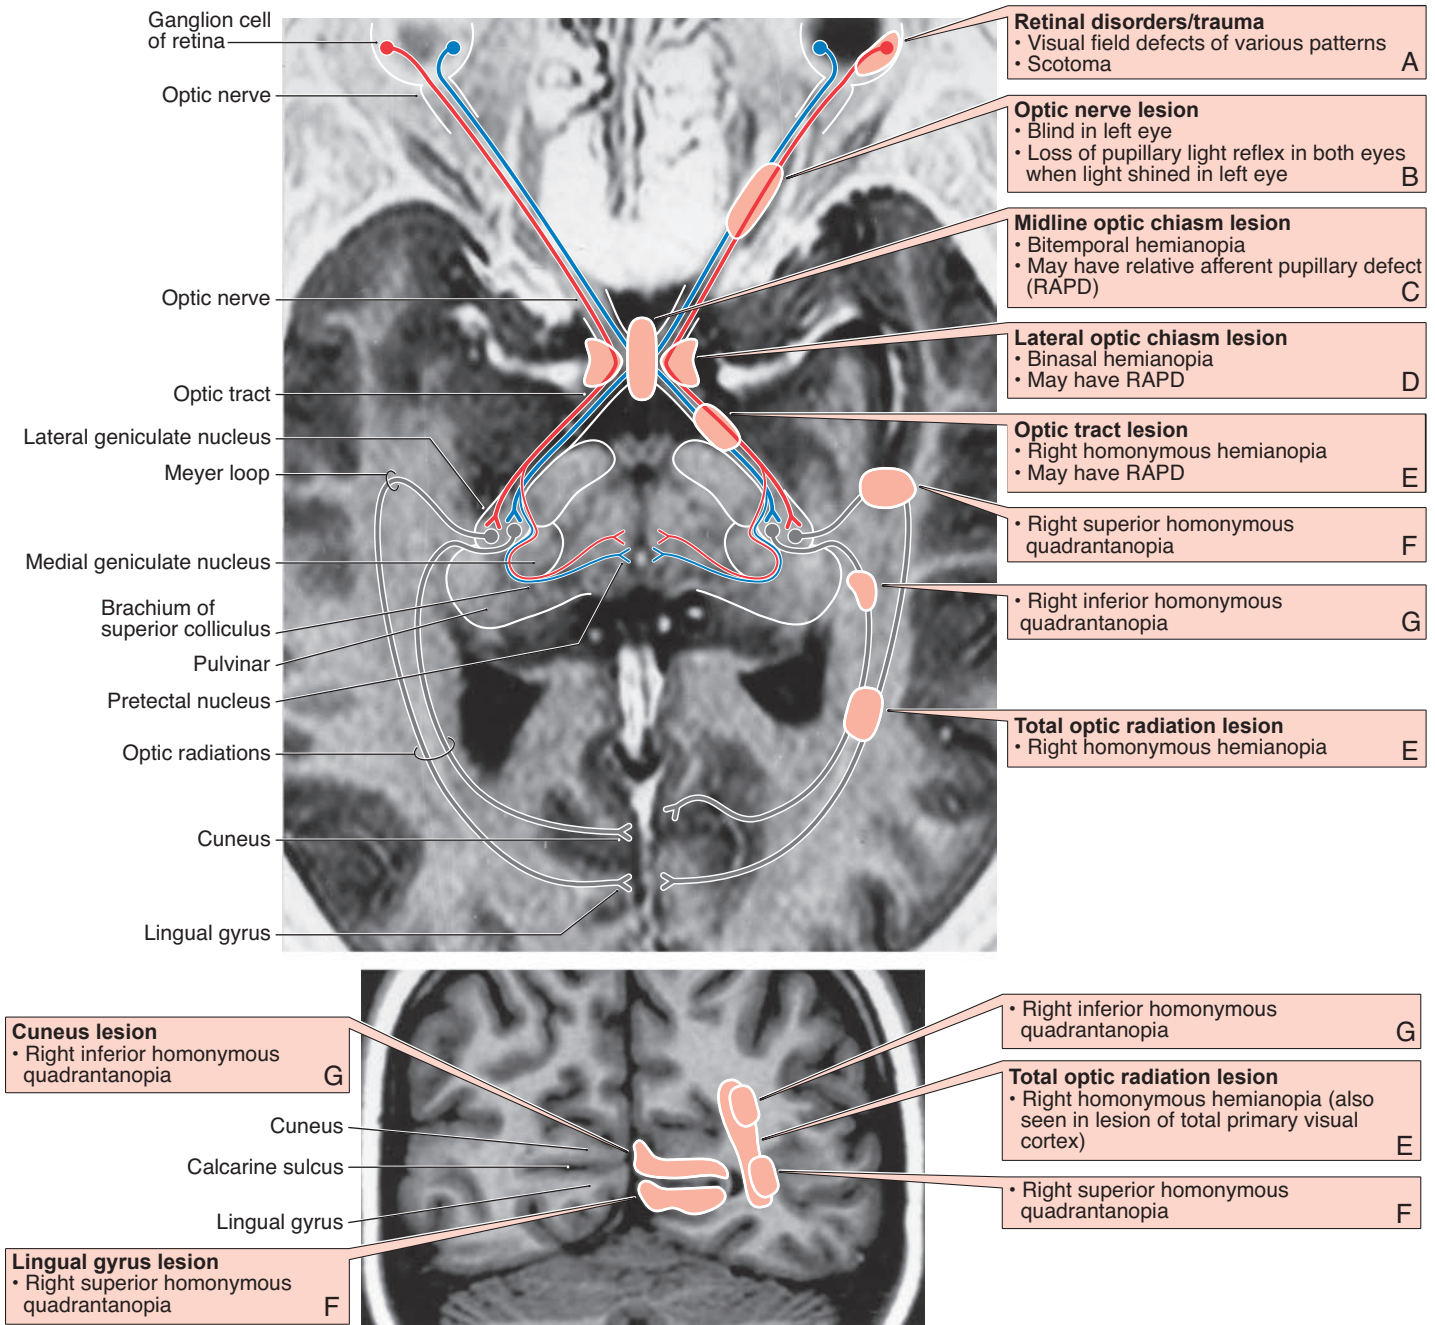 Ganglion cell
of retina
Optic nerve
Optic nerve
Optic tract
Lateral geniculate nucleus
Meyer loop
Medial geniculate nucleus
Brachium of
superior colliculus
Pulvinar
Pretectal nucleus
Optic radiations
Cuneus
Lingual gyrus
Retinal disorders/trauma
• Visual field defects of various patterns
• Scotoma
A
Optic nerve lesion
• Blind in left eye
• Loss of pupillary light reflex in both eyes
when light shined in left eye
B
Midline optic chiasm lesion
• Bitemporal hemianopia
• May have relative afferent pupillary defect
(RAPD)
C
Lateral optic chiasm lesion
• Binasal hemianopia
• May have RAPD
D
Optic tract lesion
• Right homonymous hemianopia
• May have RAPD
E
• Right superior homonymous
quadrantanopia
F
• Right inferior homonymous
quadrantanopia
G
Total optic radiation lesion
• Right homonymous hemianopia
E
Cuneus lesion
• Right inferior homonymous
quadrantanopia
G
Cuneus
Calcarine sulcus
Lingual gyrus
Lingual gyrus lesion
• Right superior homonymous
quadrantanopia
F
• Right inferior homonymous
quadrantanopia
G
Total optic radiation lesion
• Right homonymous hemianopia (also
seen in lesion of total primary visual
cortex)
E
• Right superior homonymous
quadrantanopia
F